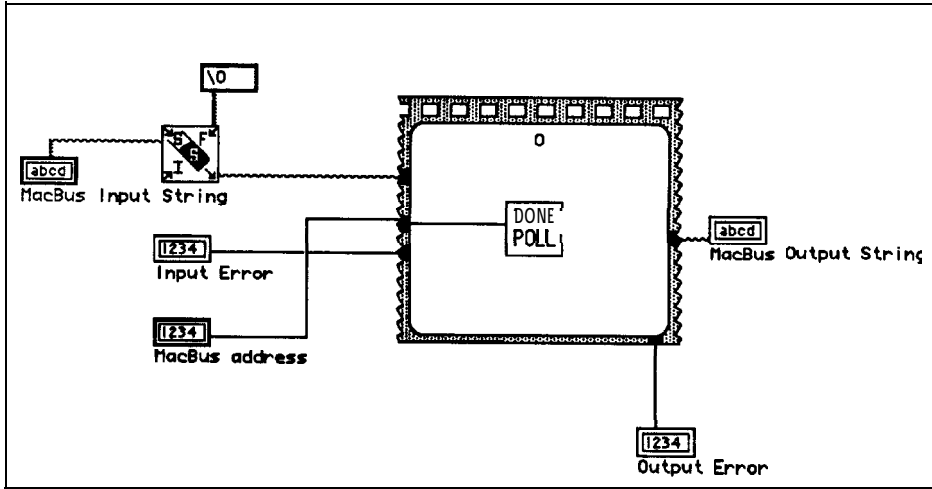 \0
S F
S
I
abcd
MacBus Input String
0
DONE
POLL
abcd
MacBus Output String
1234
Input Error
1234
MacBus address
1234
Output Error